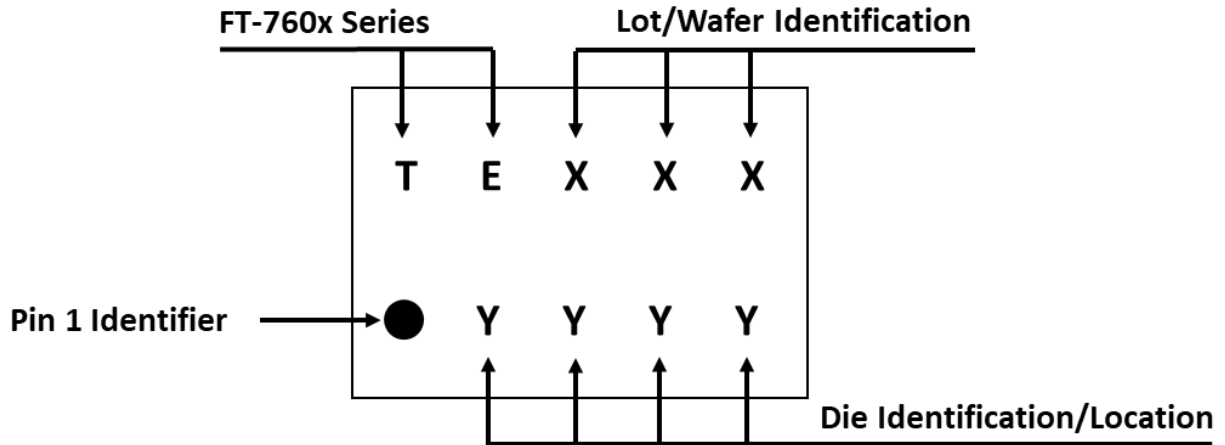 FT-760x Series
Lot/Wafer Identification
T E X X X
Pin 1 Identifier
Y Y Y Y
Die Identification/Location